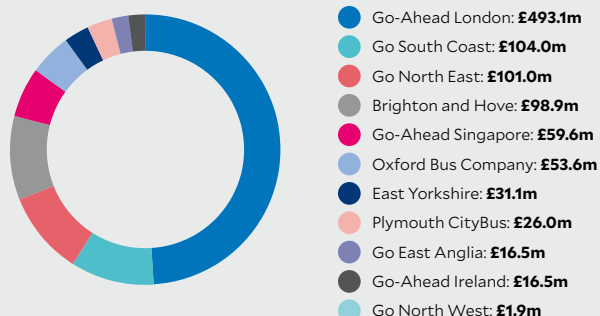 Go-Ahead London: £493.1m
Go South Coast: £104.0m
Go North East: £101.0m
Brighton and Hove: £98.9m
Go-Ahead Singapore: £59.6m
Oxford Bus Company: £53.6m
East Yorkshire: £31.1m
Plymouth CityBus: £26.0m
Go East Anglia: £16.5m
Go-Ahead Ireland: £16.5m
Go North West: £1.9m